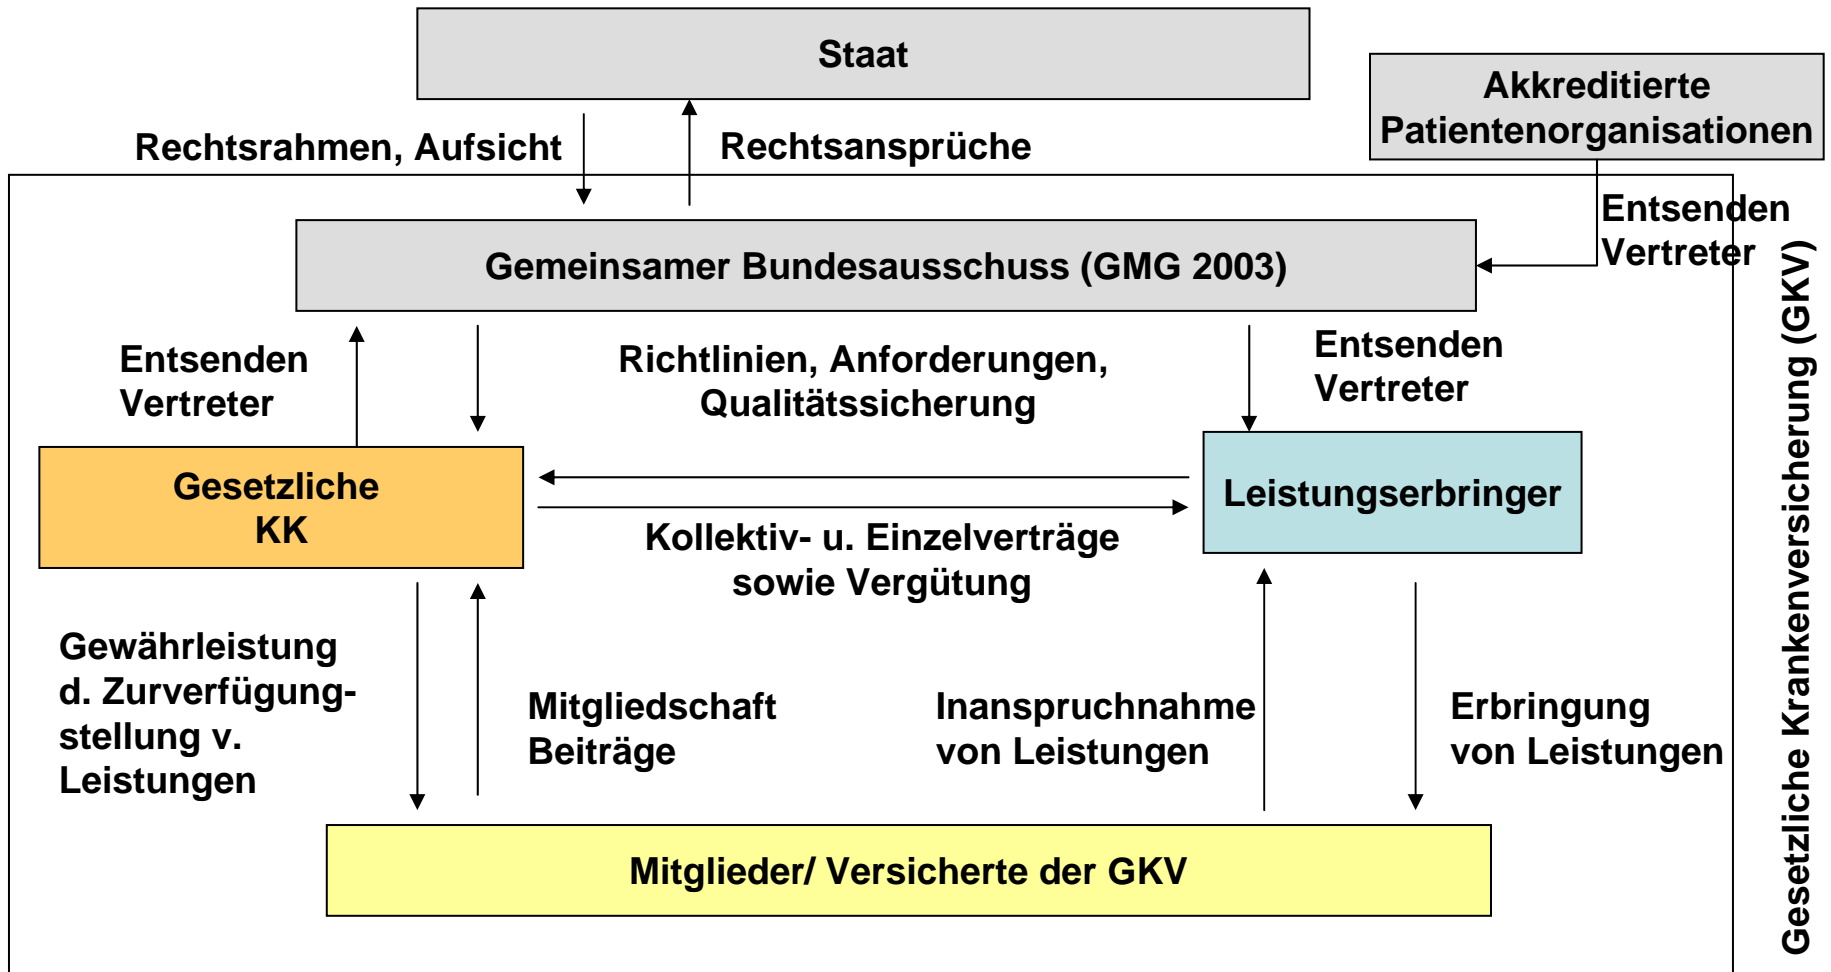 Staat
Akkreditierte
Patientenorganisationen
Rechtsrahmen, Aufsicht
Rechtsansprüche
Entsenden
Vertreter
Gemeinsamer Bundesausschuss (GMG 2003)
Entsenden
Vertreter
Richtlinien, Anforderungen,
Qualitätssicherung
Entsenden
Vertreter
Gesetzliche
KK
Leistungserbringer
Kollektiv- u. Einzelverträge
sowie Vergütung
Gewährleistung
d. Zurverfügung-
stellung v.
Leistungen
Mitgliedschaft
Beiträge
Inanspruchnahme
von Leistungen
Erbringung
von Leistungen
Mitglieder/ Versicherte der GKV
Gesetzliche Krankenversicherung (GKV)